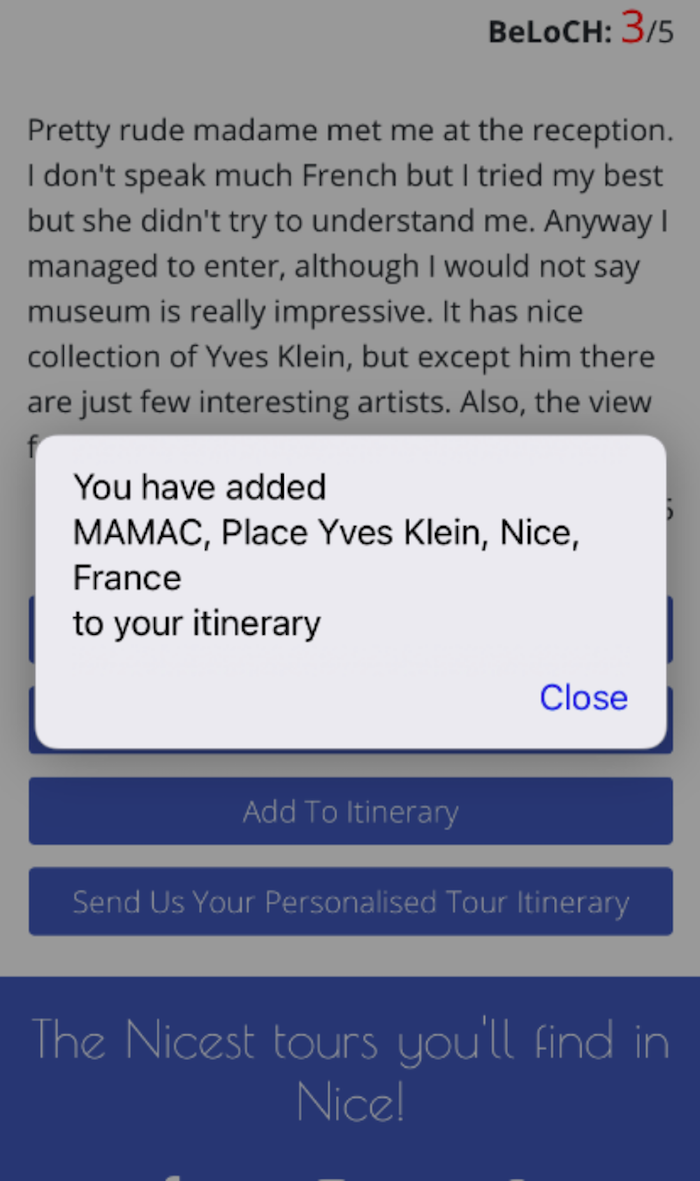 BeLoCH: 3/5
Pretty rude madame met me at the reception.
I don't speak much French but I tried my best
but she didn't try to understand me. Anyway I
managed to enter, although I would not say
museum is really impressive. It has nice
collection of Yves Klein, but except him there
are just few interesting artists. Also, the view
You have added
MAMAC, Place Yves Klein, Nice,
France
to your itinerary
Close
Add To Itinerary
Send Us Your Personalised Tour Itinerary
The Nicest tours you'll find in
Nice!